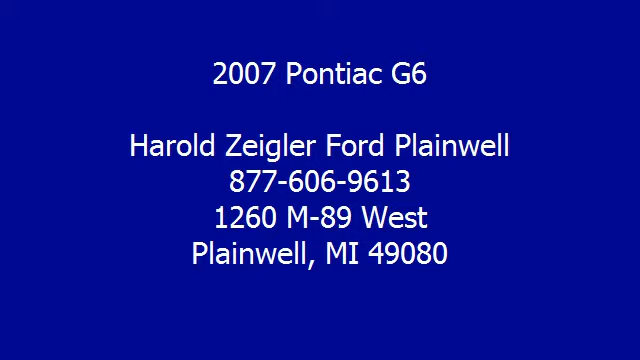 2007 Pontiac G6
Harold Zeigler Ford Plainwell
877-606-9613
1260 M-89 West
Plainwell, MI 49080